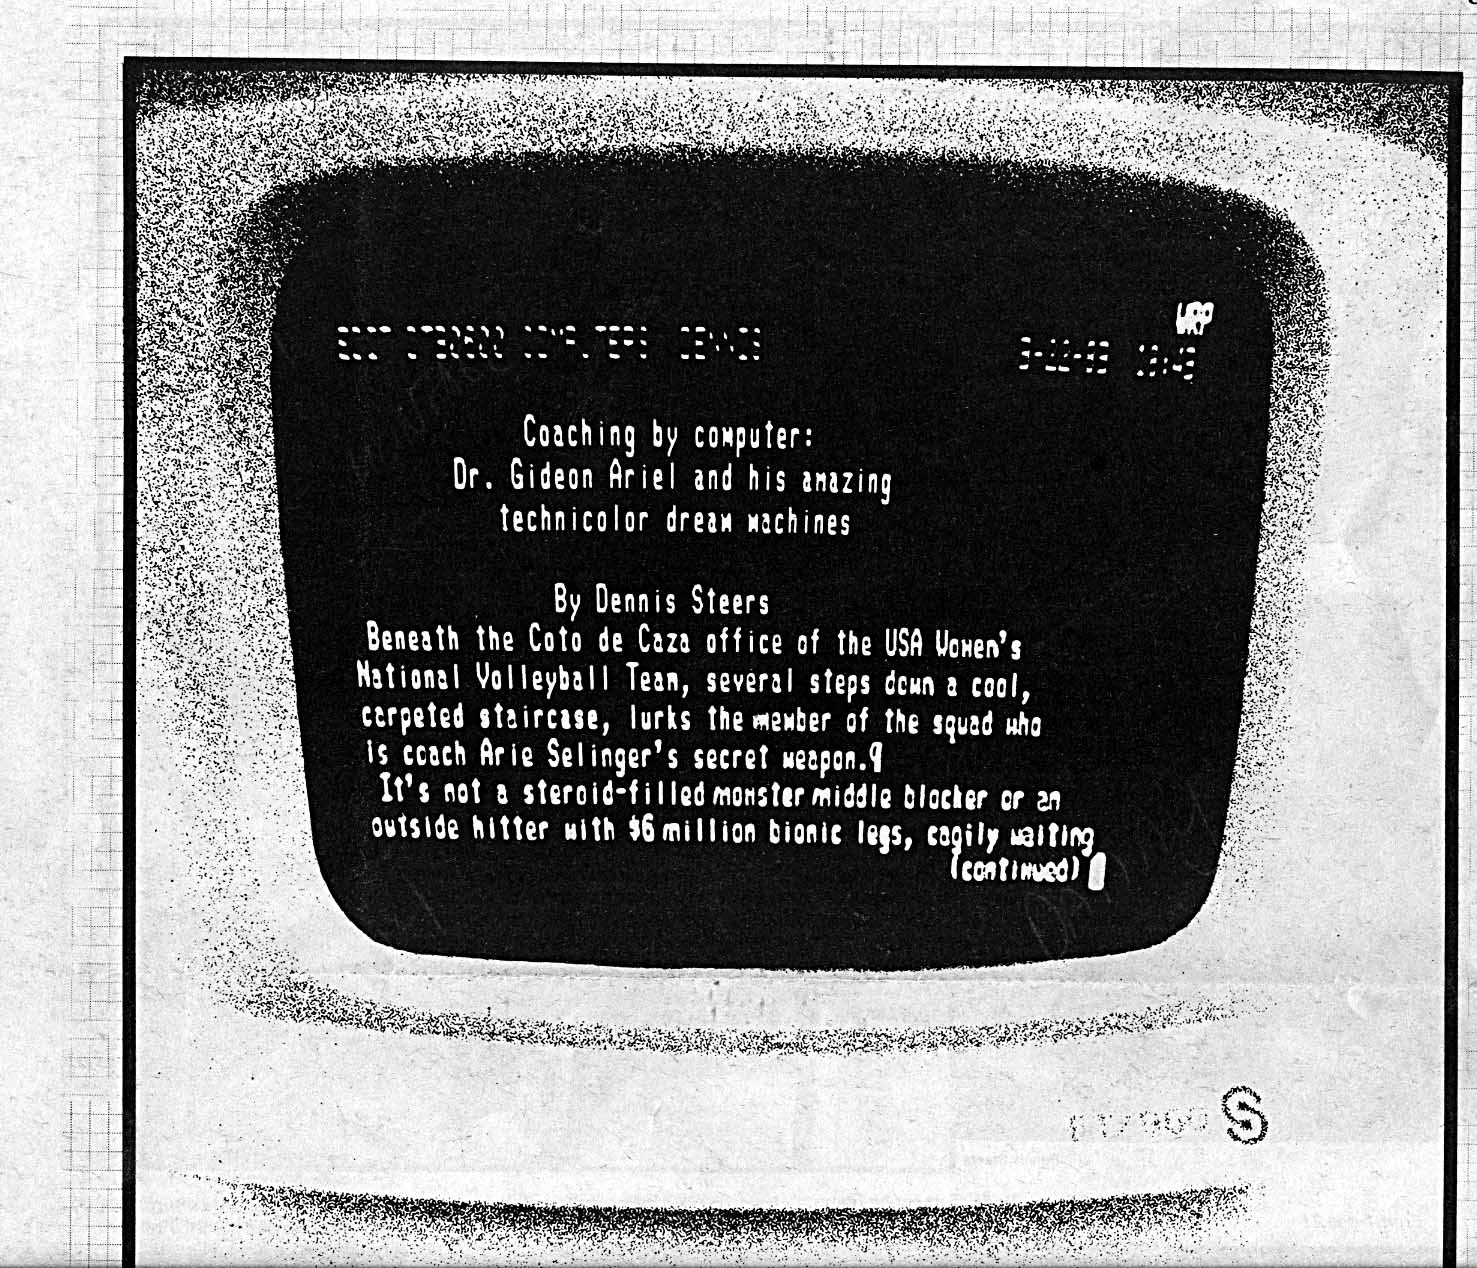 WRP
Coaching by computer:
Dr. Gideon Ariel and his amazing
technicolor dream machines
By Dennis Steers
Beneath the Coto de Caza office of the USA Women's
National Volleyball Team, several steps down a cool,
carpeted staircase, lurks the member of the squad who
is coach Arie Selinger's secret weapon.¶
It's not a steroid-filled monster middle blocker or an
outside hitter with $6 million bionic legs, cagily waiting
(continued)
S